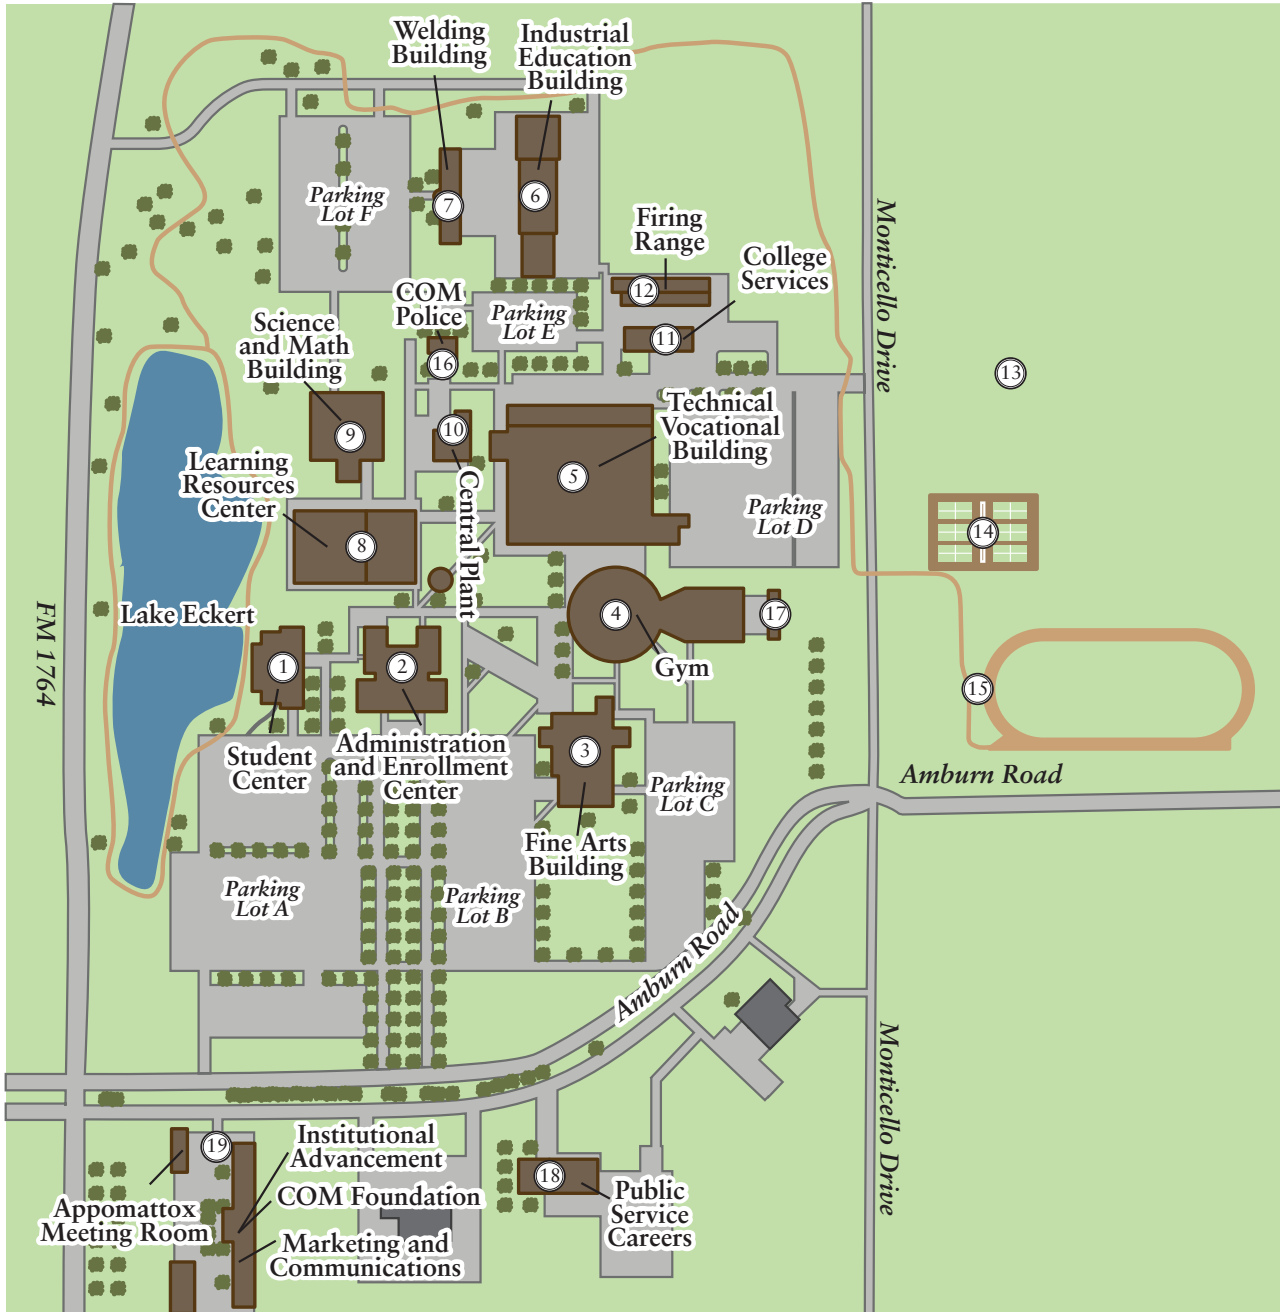 Welding
Building
Industrial
Education
Building
Parking
Lot F
7
6
Firing
Range
College
Services
12
11
COM
Police
16
Parking
Lot E
Science
and Math
Building
9
10
Monticello Drive
13
Technical
Vocational
Building
5
Learning
Resources
Center
8
Central Plant
Parking
Lot D
14
FM 1764
Lake Eckert
4
17
Gym
1
2
15
Student
Center
Administration
and Enrollment
Center
3
Fine Arts
Building
Parking
Lot C
Amburn Road
Parking
Lot A
Parking
Lot B
Amburn Road
Monticello Drive
19
Institutional
Advancement
COM Foundation
Appomattox
Meeting Room
Marketing and
Communications
18
Public
Service
Careers